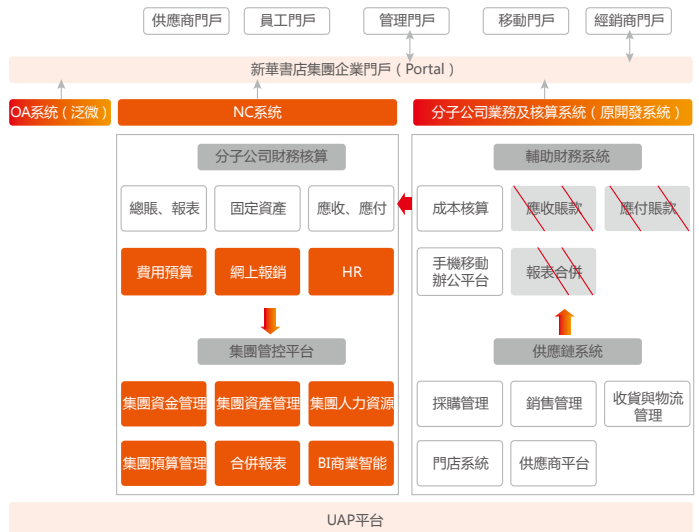 供應商門戶
員工門戶
管理門戶
移動門戶
經銷商門戶
新華書店集團企業門戶（Portal）
OA系统（泛微）
NC系统
分子公司業務及核算系統（原開發系統）
分子公司財務核算
總賬、報表
固定資產
應收、應付
費用預算
網上報銷
HR
集團管控平台
集團資金管理
集團資產管理
集團人力資源
集團預算管理
合併報表
BI商業智能
輔助財務系統
成本核算
應收賬款
應付賬款
手機移動
辦公平台
報表合併
供應鏈系統
採購管理
銷售管理
收貨與物流
管理
門店系統
供應商平台
UAP平台